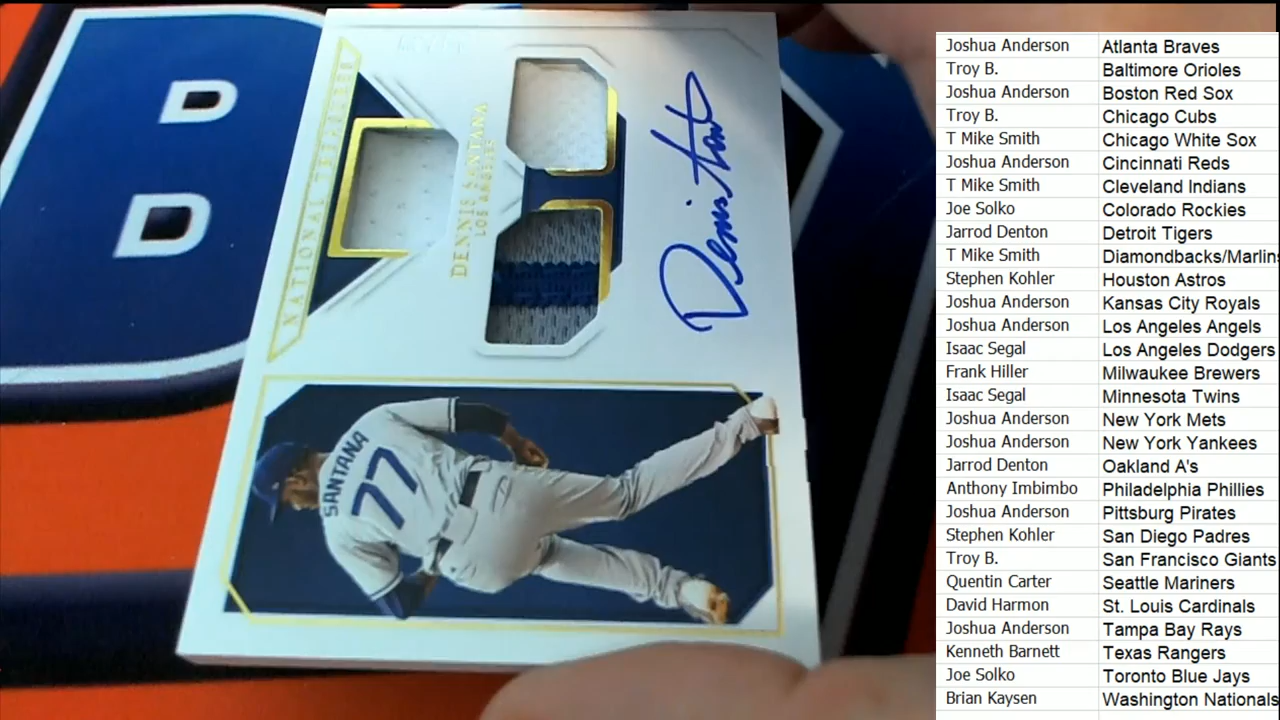 NATIONAL TREASURES
DENNIS SANTANA
LOS ANGELES
SANTANA
77
Joshua Anderson Atlanta Braves
Troy B. Baltimore Orioles
Joshua Anderson Boston Red Sox
Troy B. Chicago Cubs
T Mike Smith Chicago White Sox
Joshua Anderson Cincinnati Reds
T Mike Smith Cleveland Indians
Joe Solko Colorado Rockies
Jarrod Denton Detroit Tigers
T Mike Smith Diamondbacks/Marlins
Stephen Kohler Houston Astros
Joshua Anderson Kansas City Royals
Joshua Anderson Los Angeles Angels
Isaac Segal Los Angeles Dodgers
Frank Hiller Milwaukee Brewers
Isaac Segal Minnesota Twins
Joshua Anderson New York Mets
Joshua Anderson New York Yankees
Jarrod Denton Oakland A's
Anthony Imbimbo Philadelphia Phillies
Joshua Anderson Pittsburg Pirates
Stephen Kohler San Diego Padres
Troy B. San Francisco Giants
Quentin Carter Seattle Mariners
David Harmon St. Louis Cardinals
Joshua Anderson Tampa Bay Rays
Kenneth Barnett Texas Rangers
Joe Solko Toronto Blue Jays
Brian Kaysen Washington Nationals